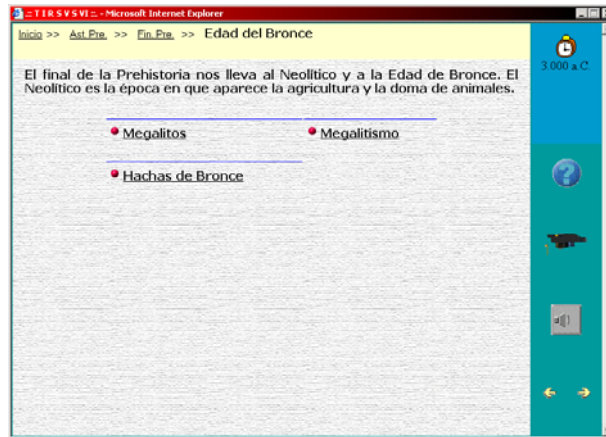 :: T I R S V S V I :: - Microsoft Internet Explorer
Inicio >> Ast.Pre. >> Fin.Pre. >> Edad del Bronce
3.000 a.C.
El final de la Prehistoria nos lleva al Neolítico y a la Edad de Bronce. El
Neolítico es la época en que aparece la agricultura y la doma de animales.
Megalitos
Megalitismo
Hachas de Bronce